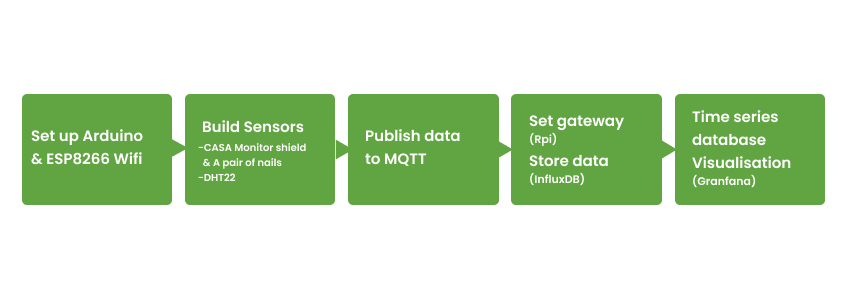 Set up Arduino
& ESP8266 Wifi
Build Sensors
-CASA Monitor shield
& A pair of nails
-DHT22
Publish data
to MQTT
Set gateway
(Rpi)
Store data
(InfluxDB)
Time series
database
Visualisation
(Granfana)